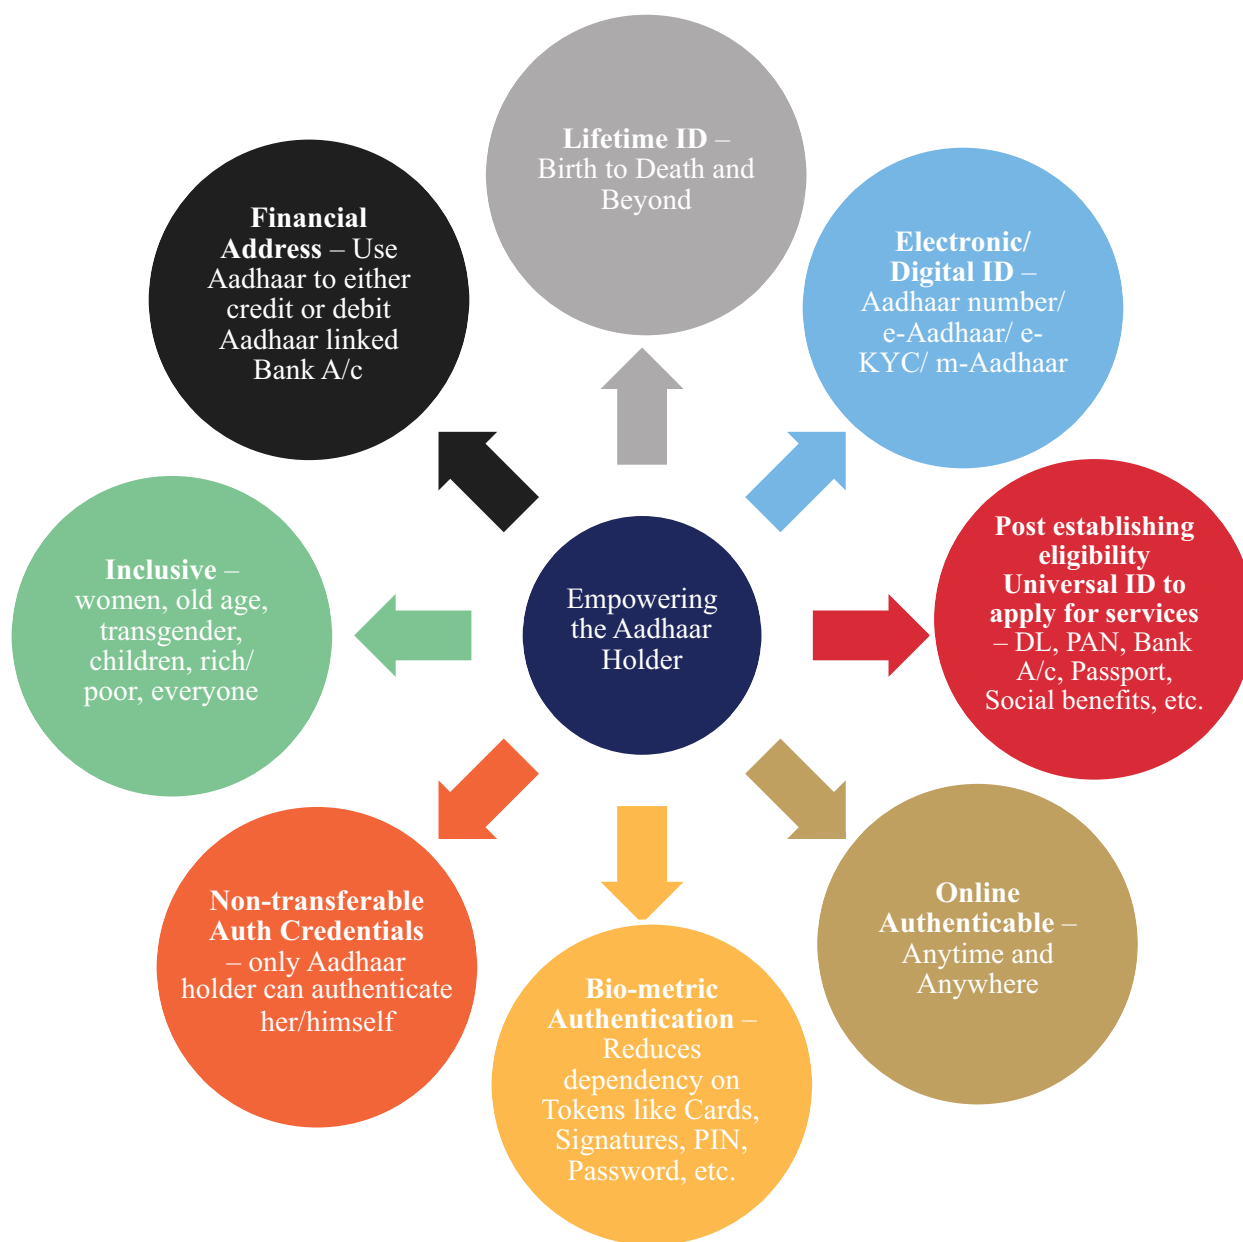 Lifetime ID –
Birth to Death and
Beyond
Electronic/
Digital ID –
Aadhaar number/
e-Aadhaar/ e-
KYC/ m-Aadhaar
Post establishing
eligibility
Universal ID to
apply for services
– DL, PAN, Bank
A/c, Passport,
Social benefits, etc.
Online
Authenticable –
Anytime and
Anywhere
Bio-metric
Authentication –
Reduces
dependency on
Tokens like Cards,
Signatures, PIN,
Password, etc.
Non-transferable
Auth Credentials
– only Aadhaar
holder can authenticate
her/himself
Inclusive –
women, old age,
transgender,
children, rich/
poor, everyone
Financial
Address – Use
Aadhaar to either
credit or debit
Aadhaar linked
Bank A/c
Empowering
the Aadhaar
Holder